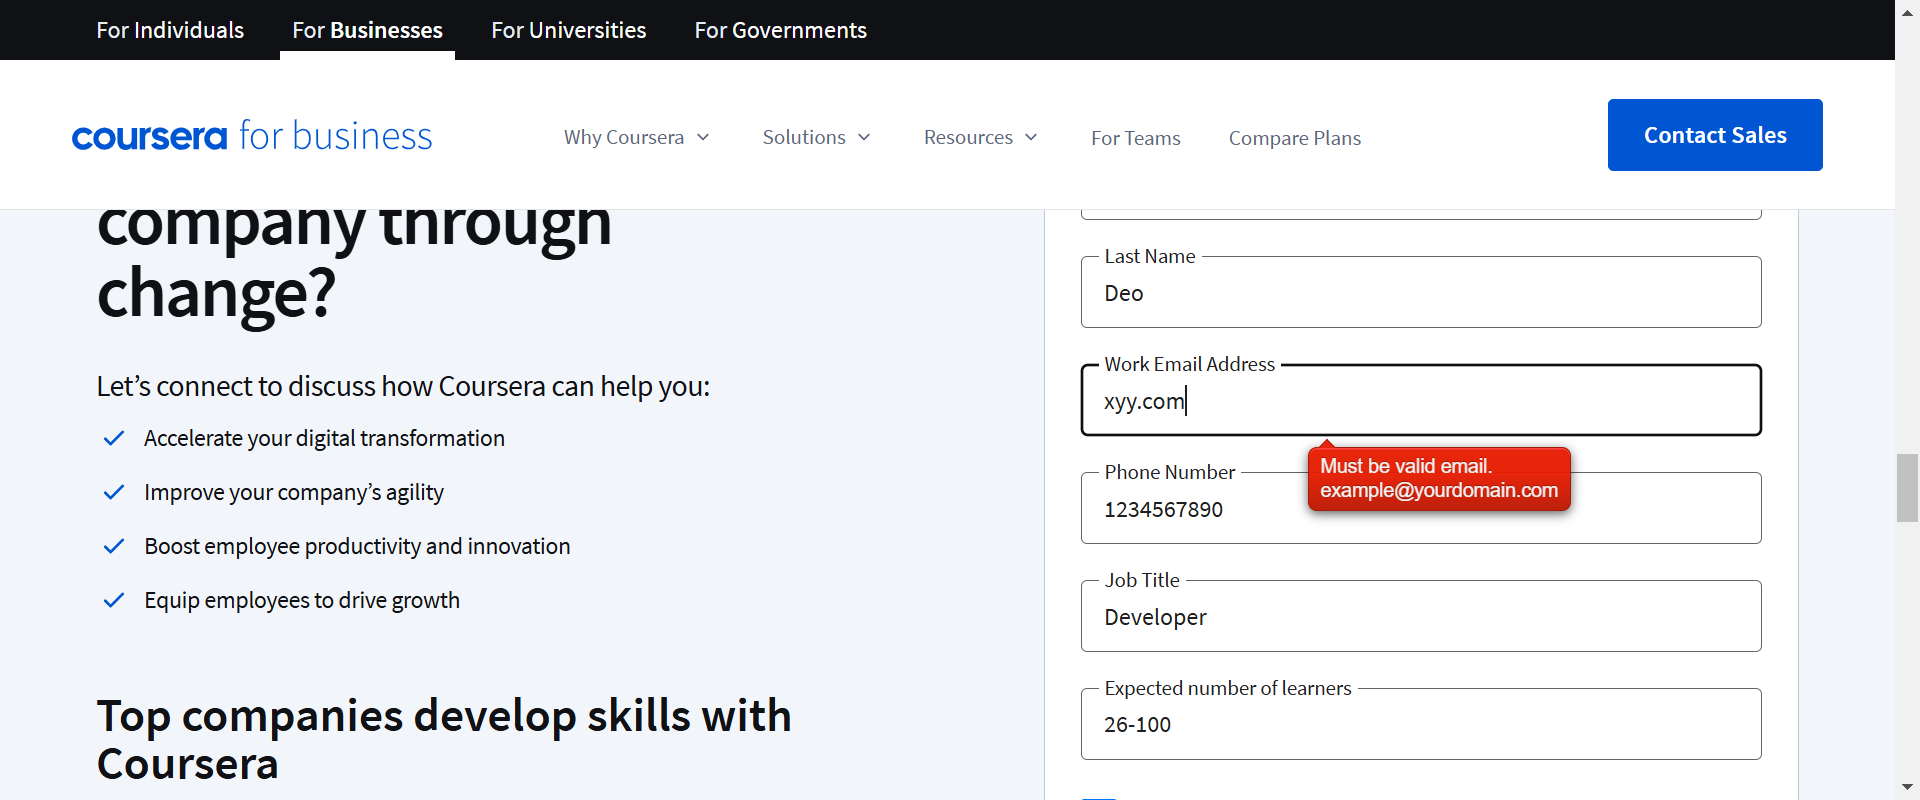 For Individuals
For Businesses
For Universities
For Governments
coursera for business
Why Coursera
Solutions
Resources
For Teams
Compare Plans
Contact Sales
company through
change?
Let's connect to discuss how Coursera can help you:
Accelerate your digital transformation
Improve your company's agility
Boost employee productivity and innovation
Equip employees to drive growth
Top companies develop skills with
Coursera
Last Name
Deo
Work Email Address
xyy.com
Must be valid email.
example@yourdomain.com
Phone Number
1234567890
Job Title
Developer
Expected number of learners
26-100